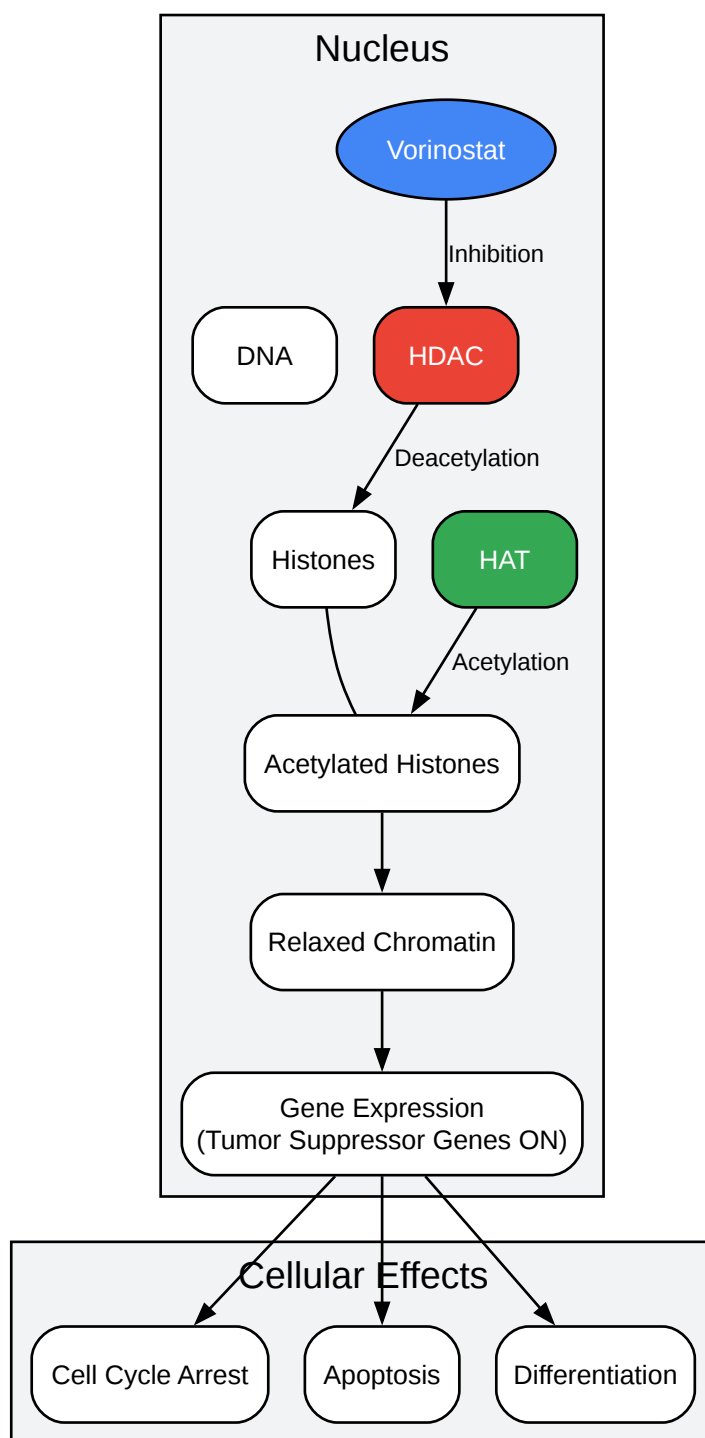 Nucleus
Vorinostat
Inhibition
DNA
HDAC
Deacetylation
Histones
HAT
Acetylation
Acetylated Histones
Relaxed Chromatin
Gene Expression
(Tumor Suppressor Genes ON)
Cellular Effects
Cell Cycle Arrest
Apoptosis
Differentiation